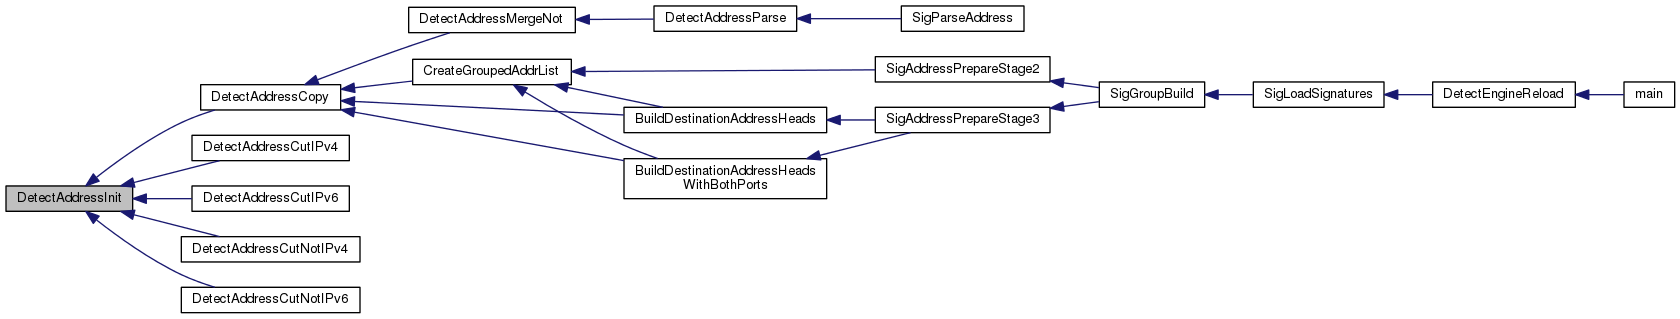 DetectAddressMergeNot
DetectAddressParse
SigParseAddress
CreateGroupedAddrList
SigAddressPrepareStage2
DetectAddressCopy
SigGroupBuild
SigLoadSignatures
DetectEngineReload
main
BuildDestinationAddressHeads
SigAddressPrepareStage3
DetectAddressCutIPv4
BuildDestinationAddressHeads
WithBothPorts
DetectAddressInit
DetectAddressCutIPv6
DetectAddressCutNotIPv4
DetectAddressCutNotIPv6